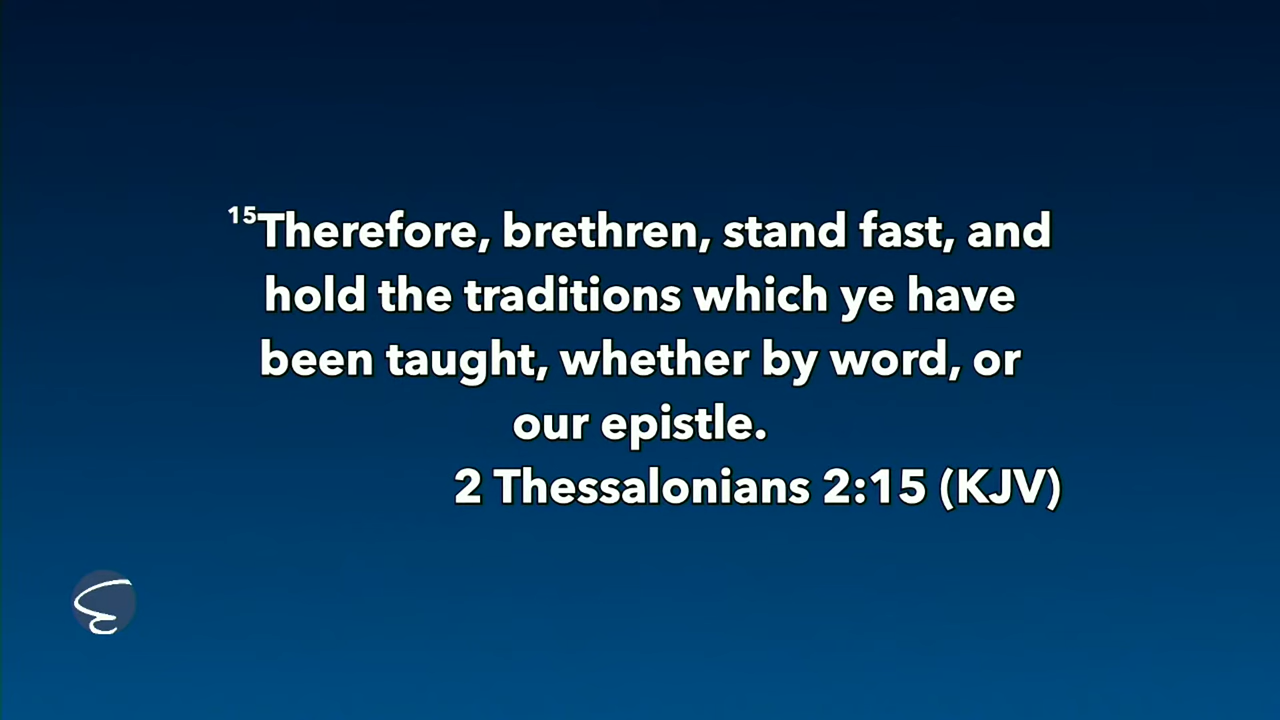 15Therefore, brethren, stand fast, and
hold the traditions which ye have
been taught, whether by word, or
our epistle.
2 Thessalonians 2:15 (KJV)